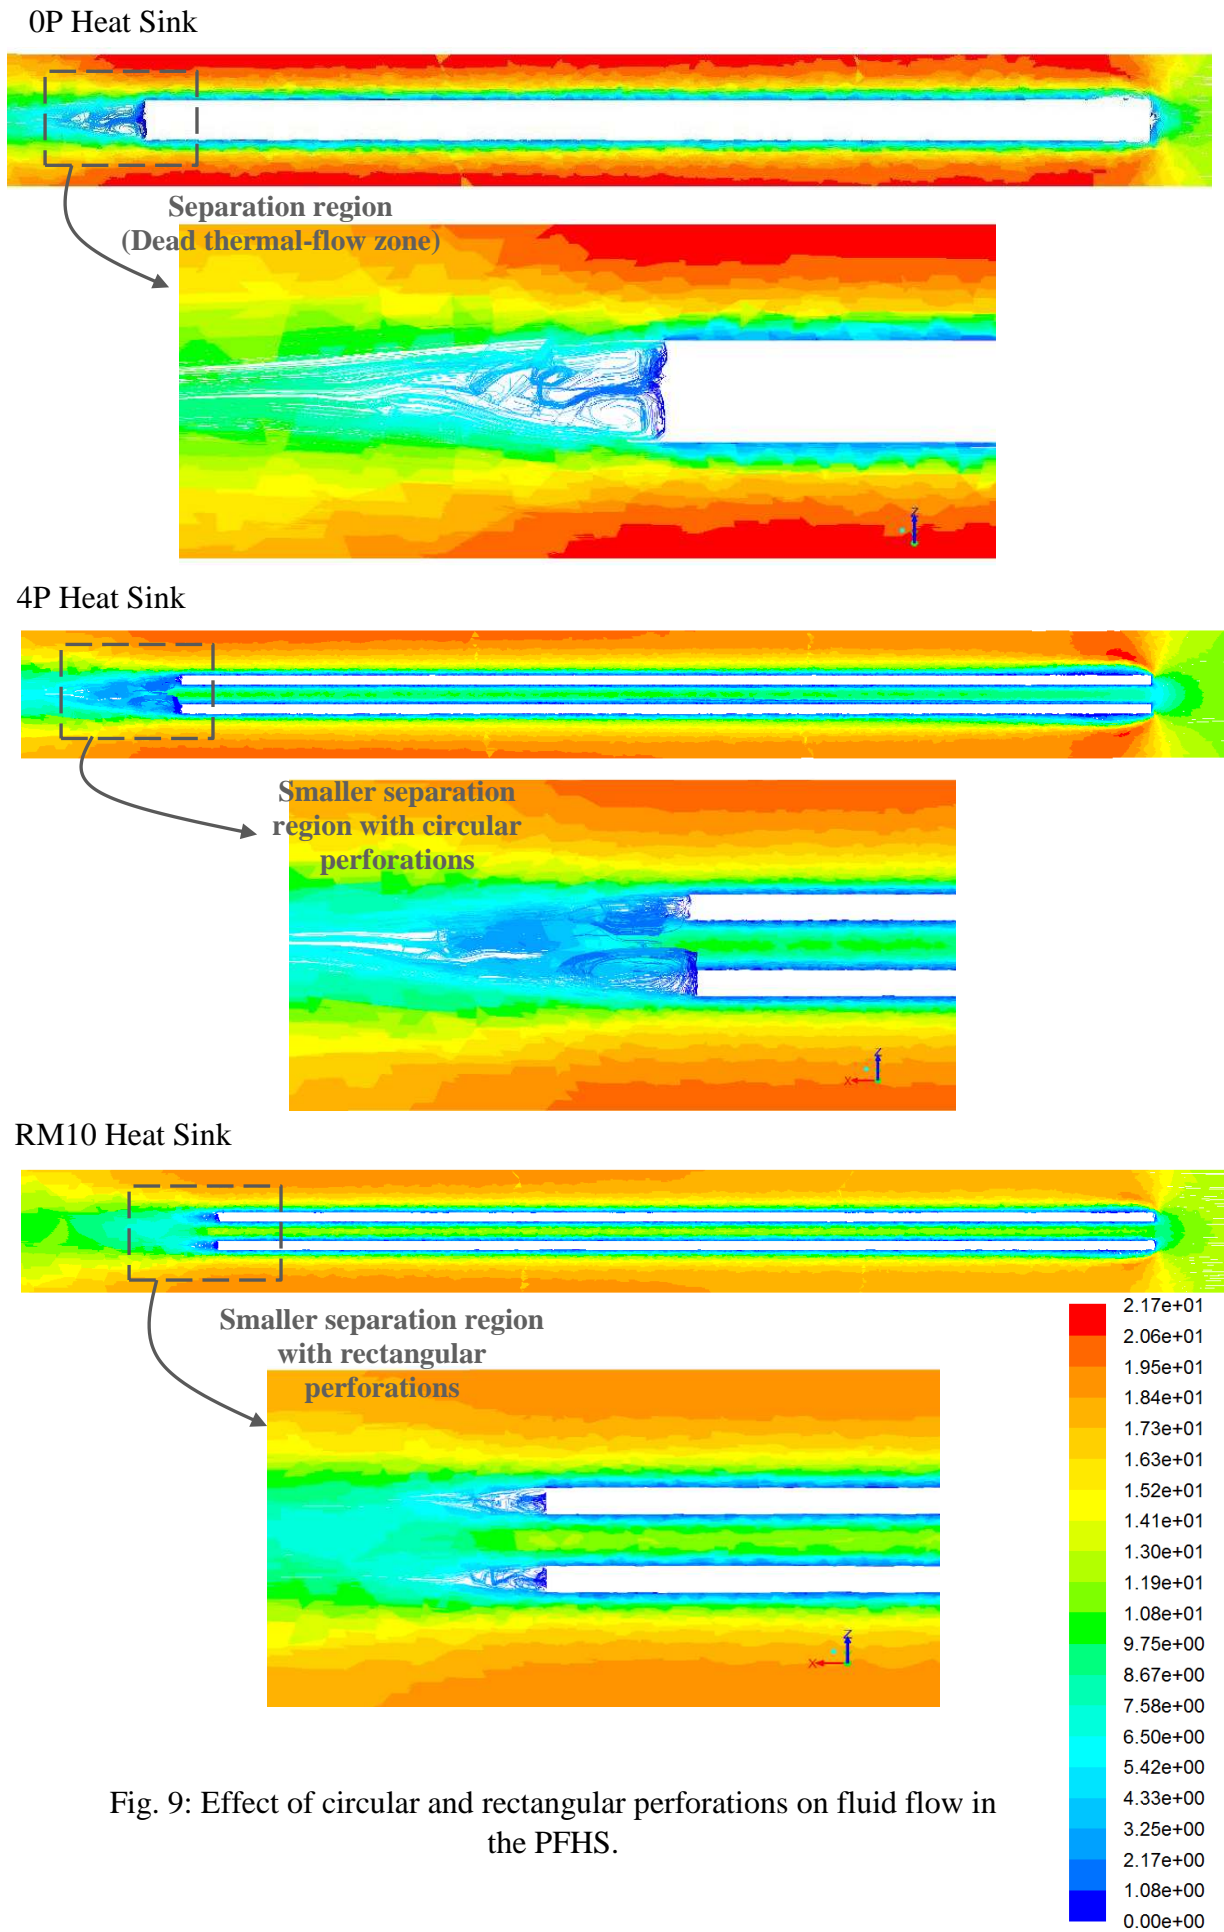 0P Heat Sink
Separation region
(Dead thermal-flow zone)
Z
4P Heat Sink
Smaller separation
region with circular
perforations
Z
X
RM10 Heat Sink
Smaller separation region
with rectangular
perforations
Z
X
2.17e+01
2.06e+01
1.95e+01
1.84e+01
1.73e+01
1.63e+01
1.52e+01
1.41e+01
1.30e+01
1.19e+01
1.08e+01
9.75e+00
8.67e+00
7.58e+00
6.50e+00
5.42e+00
4.33e+00
3.25e+00
2.17e+00
1.08e+00
0.00e+00
Fig. 9: Effect of circular and rectangular perforations on fluid flow in
the PFHS.